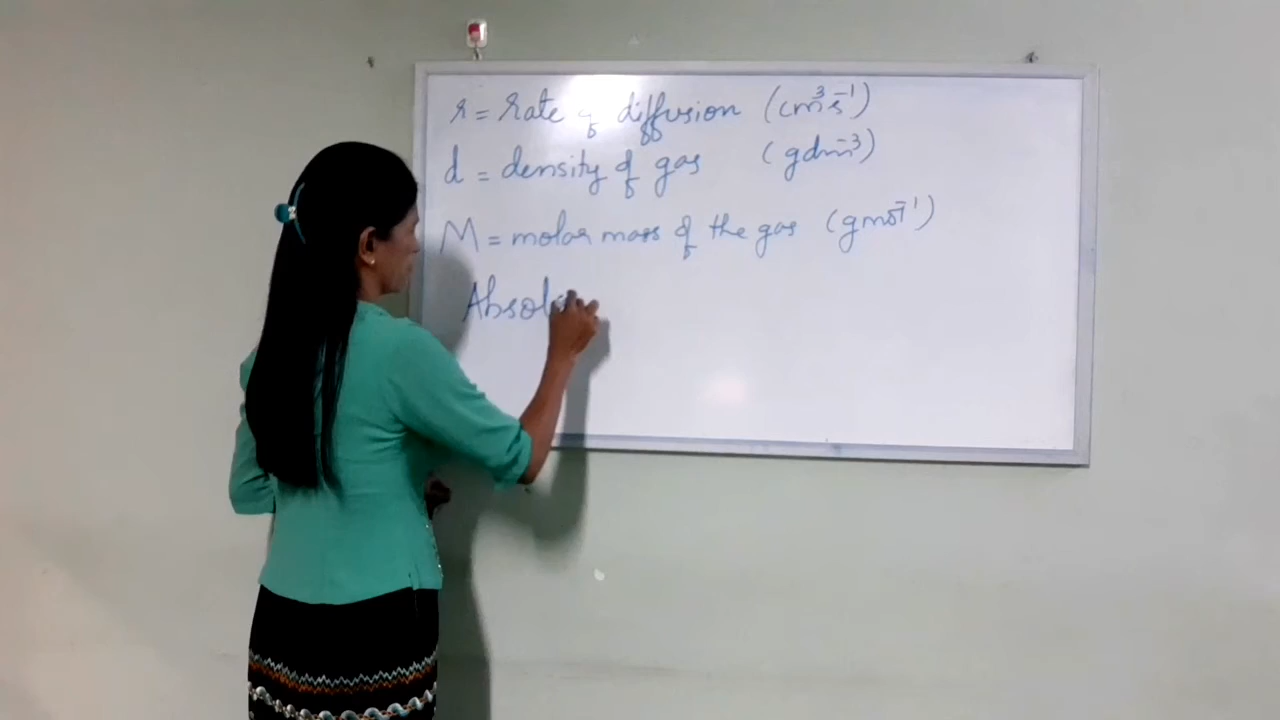 r = rate of diffusion (cm³s⁻¹)
d = density of gas (gdm⁻³)
M = molar mass of the gas (gmol⁻¹)
Absol